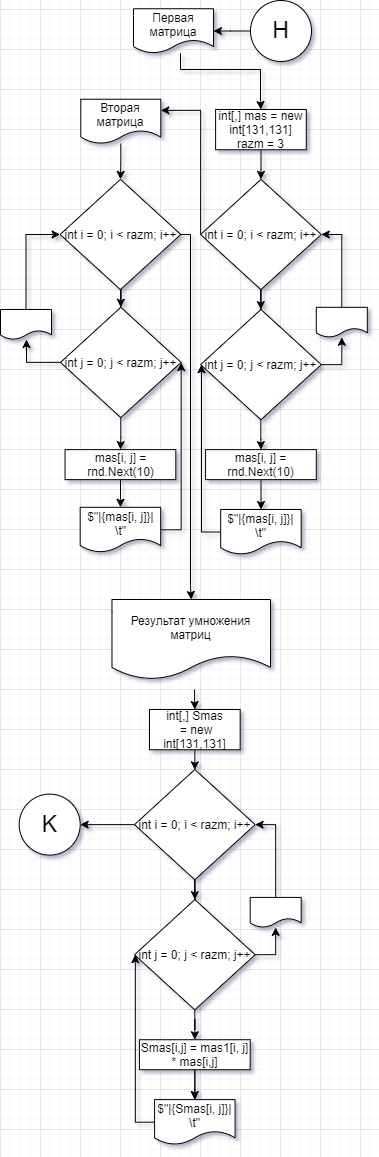 Первая
матрица
Н
int[,] mas = new
int[131,131]
razm = 3
Вторая
матрица
int i = 0; i < razm; i++
int i = 0; i < razm; i++
int j = 0; j < razm; j++
int j = 0; j < razm; j++
mas[i, j] =
rnd.Next(10)
mas[i, j] =
rnd.Next(10)
$"|{mas[i, j]}|
\t"
$"|{mas[i, j]}|
\t"
Результат умножения
матриц
int[,] Smas
= new
int[131,131]
int i = 0; i < razm; i++
К
int j = 0; j < razm; j++
Smas[i,j] = mas1[i, j]
* mas[i,j]
$"|{Smas[i, j]}|
\t"